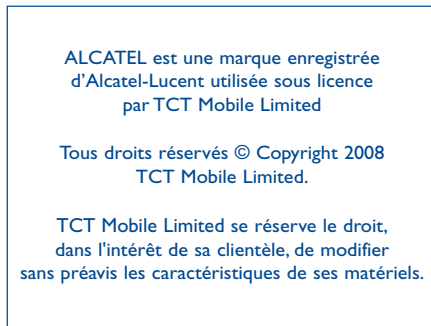 ALCATEL est une marque enregistrée
d'Alcatel-Lucent utilisée sous licence
par TCT Mobile Limited
Tous droits réservés © Copyright 2008
TCT Mobile Limited.
TCT Mobile Limited se réserve le droit,
dans l'intérêt de sa clientèle, de modifier
sans préavis les caractéristiques de ses matériels.